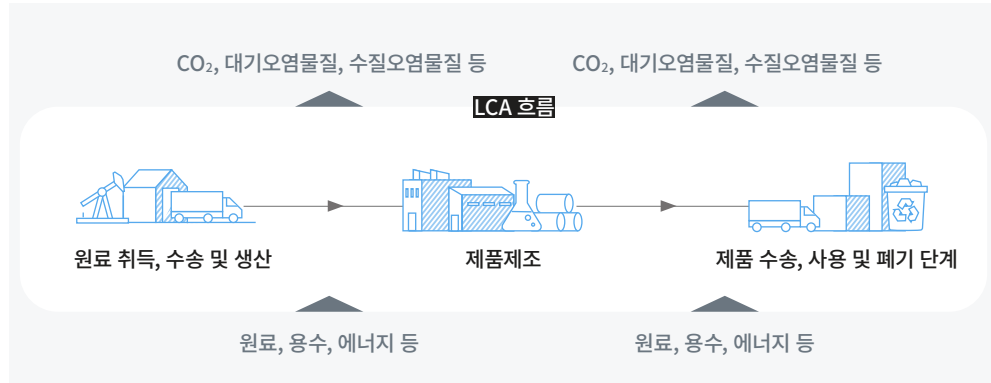 CO₂, 대기오염물질, 수질오염물질 등
CO₂, 대기오염물질, 수질오염물질 등
LCA 흐름
원료 취득, 수송 및 생산
제품제조
제품 수송, 사용 및 폐기 단계
원료, 용수, 에너지 등
원료, 용수, 에너지 등